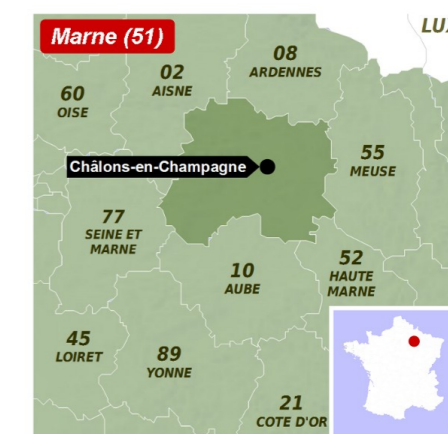 Marne (51)
LU
08
ARDENNES
02
AISNE
60
OISE
55
MEUSE
Châlons-en-Champagne
77
SEINE ET
MARNE
52
HAUTE
MARNE
10
AUBE
45
LOIRET
89
YONNE
21
COTE D'OR